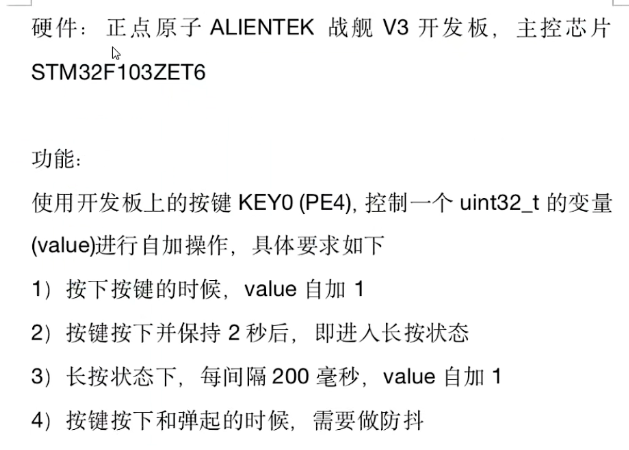 硬件：正点原子 ALIENTEK 战舰 V3 开发板，主控芯片
STM32F103ZET6
功能：
使用开发板上的按键 KEY0 (PE4), 控制一个 uint32_t 的变量
(value)进行自加操作，具体要求如下
1）按下按键的时候，value 自加 1
2）按键按下并保持 2 秒后，即进入长按状态
3）长按状态下，每间隔 200 毫秒，value 自加 1
4）按键按下和弹起的时候，需要做防抖